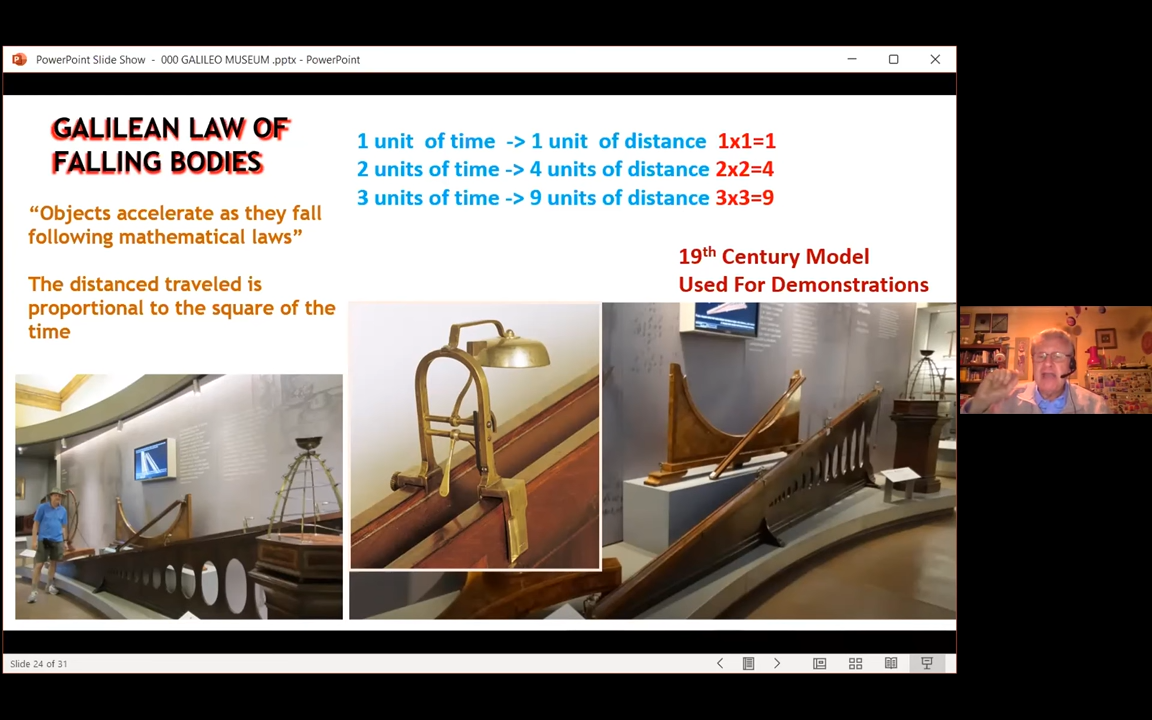 PowerPoint Slide Show - 000 GALILEO MUSEUM .pptx - PowerPoint
GALILEAN LAW OF
FALLING BODIES
“Objects accelerate as they fall
following mathematical laws”
The distanced traveled is
proportional to the square of the
time
1 unit of time -> 1 unit of distance 1x1=1
2 units of time -> 4 units of distance 2x2=4
3 units of time -> 9 units of distance 3x3=9
19th Century Model
Used For Demonstrations
Slide 24 of 31